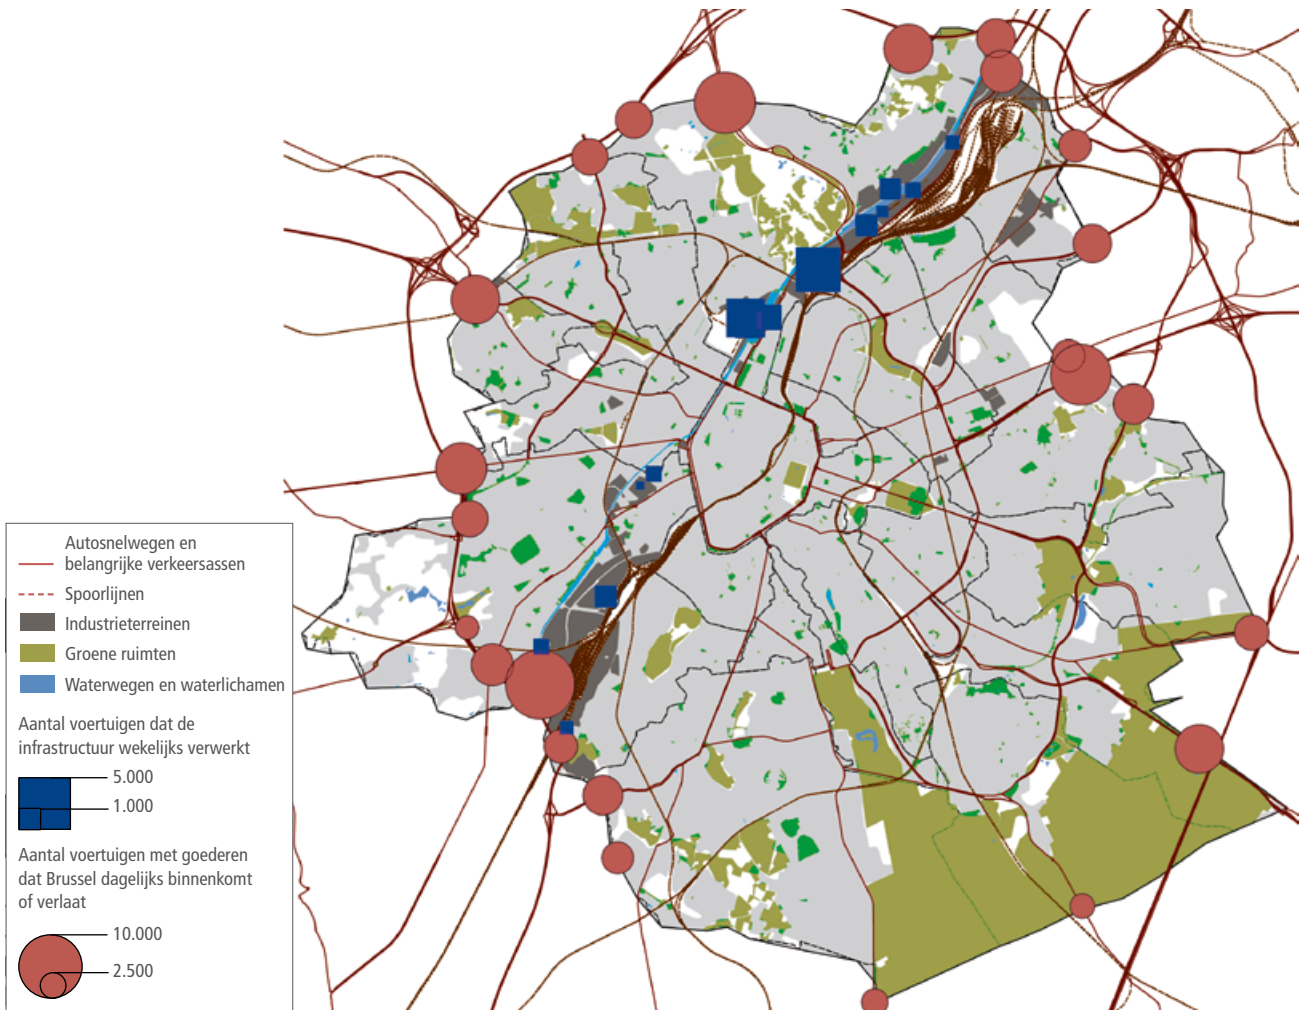 Autosnelwegen en
belangrijke verkeersassen
Spoorlijnen
Industrieterreinen
Groene ruimten
Waterwegen en waterlichamen
Aantal voertuigen dat de
infrastructuur wekelijks verwerkt
5.000
1.000
Aantal voertuigen met goederen
dat Brussel dagelijks binnenkomt
of verlaat
10.000
2.500